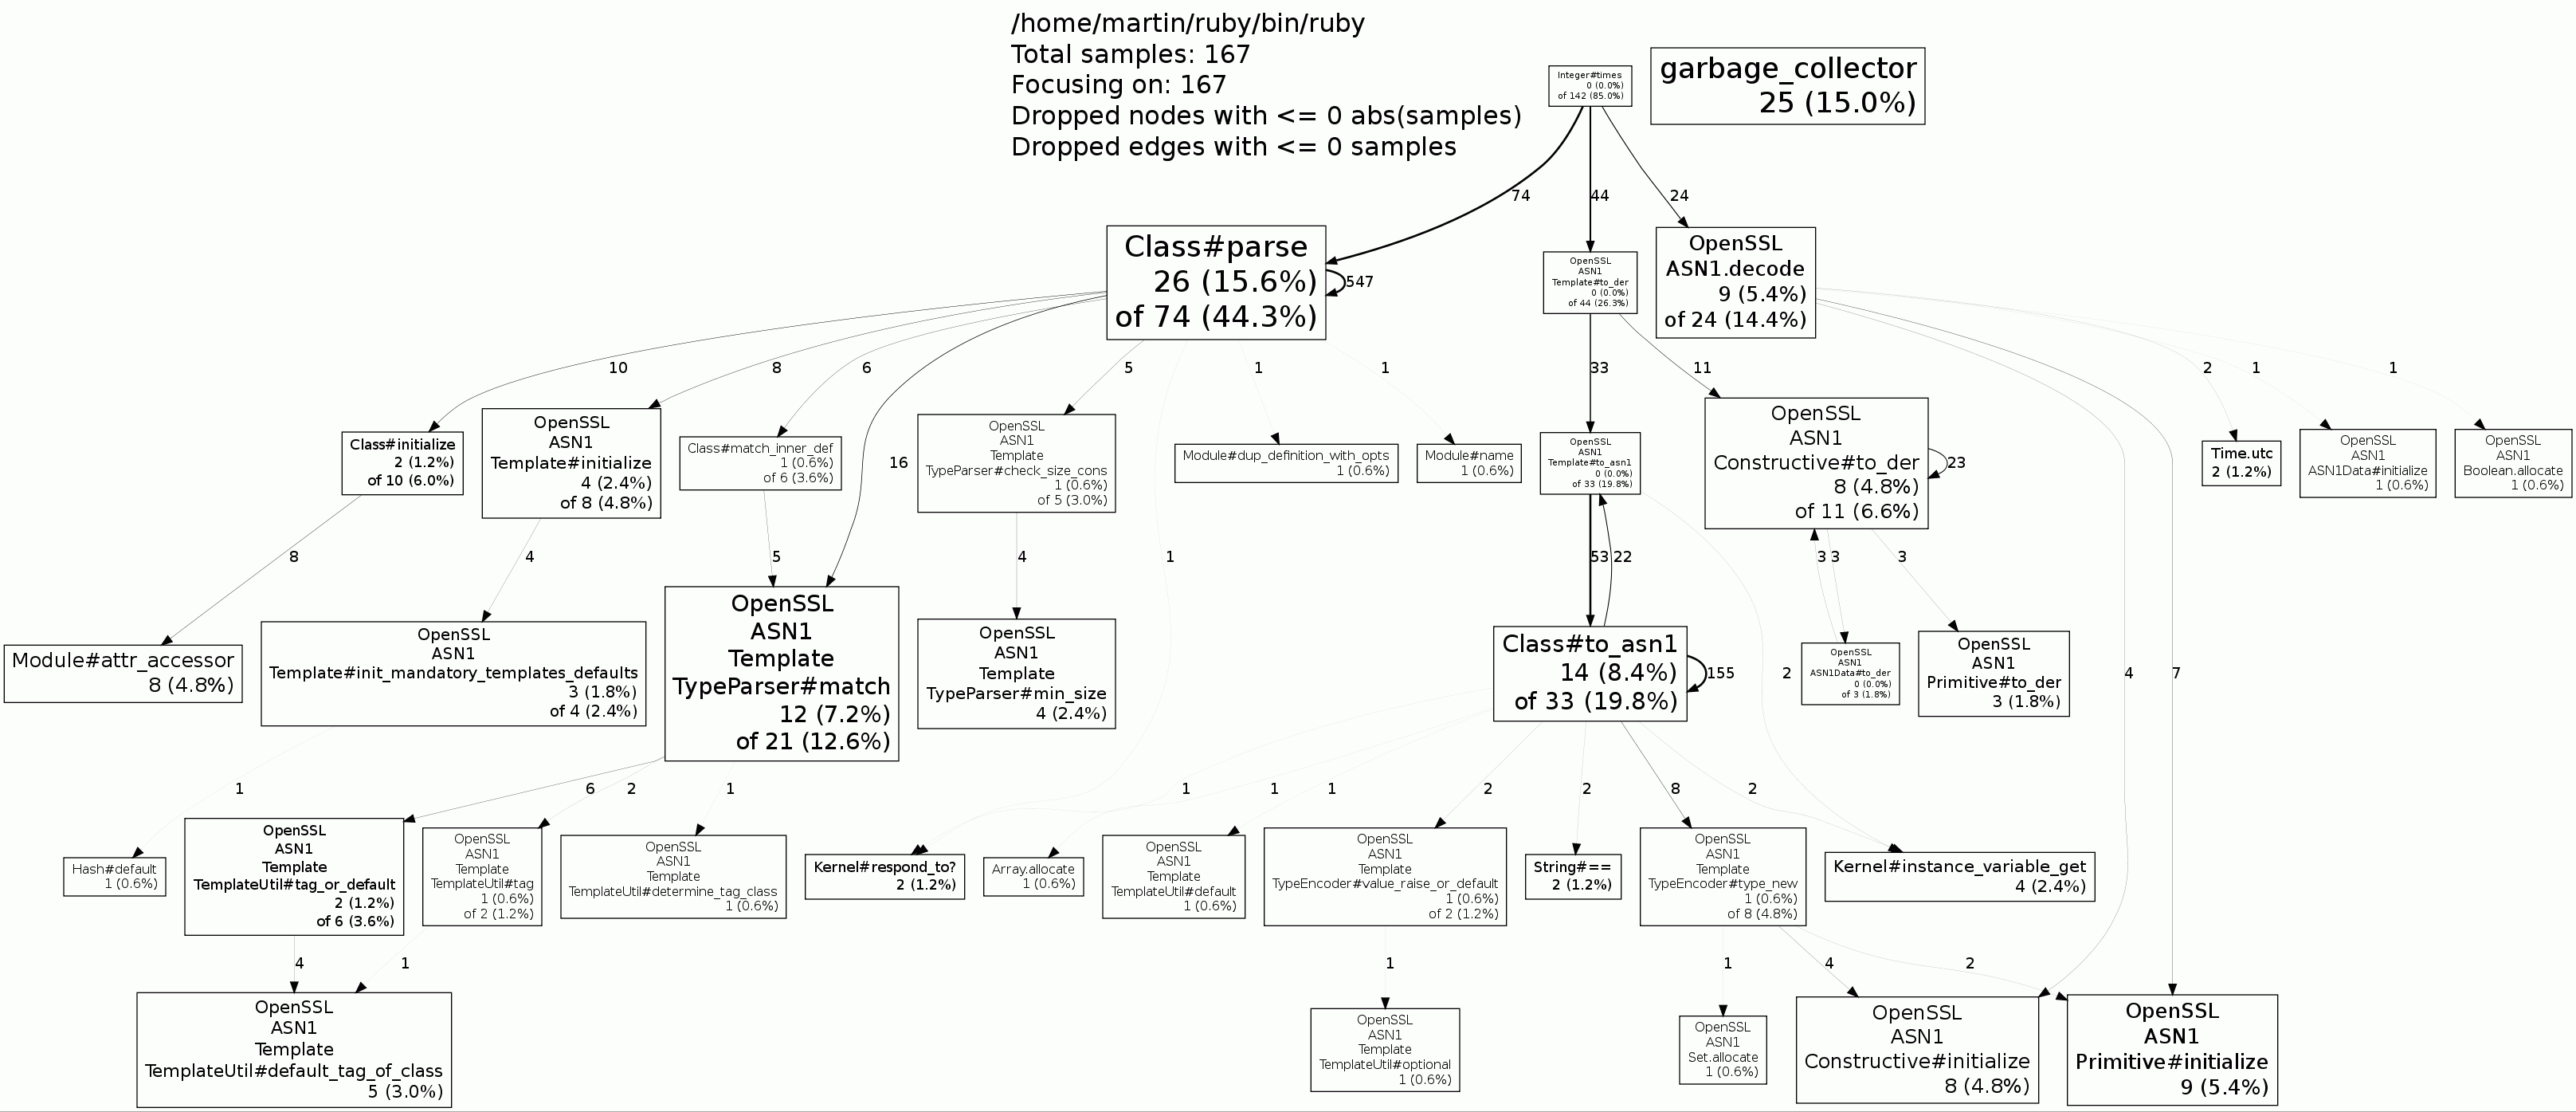 /home/martin/ruby/bin/ruby
Total samples: 167
Focusing on: 167
Dropped nodes with <= 0 abs(samples)
Dropped edges with <= 0 samples
Integer#times
0 (0.0%)
of 142 (85.0%)
garbage_collector
25 (15.0%)
74
44
24
Class#parse
26 (15.6%)
of 74 (44.3%)
547
OpenSSL
ASN1
Template#to_der
0 (0.0%)
of 44 (26.3%)
OpenSSL
ASN1.decode
9 (5.4%)
of 24 (14.4%)
10
8
6
16
5
1
1
1
33
11
2
1
1
4
7
Class#initialize
2 (1.2%)
of 10 (6.0%)
OpenSSL
ASN1
Template#initialize
4 (2.4%)
of 8 (4.8%)
Class#match_inner_def
1 (0.6%)
of 6 (3.6%)
OpenSSL
ASN1
Template
TypeParser#check_size_cons
1 (0.6%)
of 5 (3.0%)
Module#dup_definition_with_opts
1 (0.6%)
Module#name
1 (0.6%)
OpenSSL
ASN1
Template#to_asn1
0 (0.0%)
of 33 (19.8%)
OpenSSL
ASN1
Constructive#to_der
8 (4.8%)
of 11 (6.6%)
23
Time.utc
2 (1.2%)
OpenSSL
ASN1
ASN1Data#initialize
1 (0.6%)
OpenSSL
ASN1
Boolean.allocate
1 (0.6%)
8
4
5
4
53
22
2
3
3
3
Module#attr_accessor
8 (4.8%)
OpenSSL
ASN1
Template#init_mandatory_templates_defaults
3 (1.8%)
of 4 (2.4%)
OpenSSL
ASN1
Template
TypeParser#match
12 (7.2%)
of 21 (12.6%)
OpenSSL
ASN1
Template
TypeParser#min_size
4 (2.4%)
Class#to_asn1
14 (8.4%)
of 33 (19.8%)
155
OpenSSL
ASN1
ASN1Data#to_der
0 (0.0%)
of 3 (1.8%)
OpenSSL
ASN1
Primitive#to_der
3 (1.8%)
1
6
2
1
1
1
1
2
2
8
2
Hash#default
1 (0.6%)
OpenSSL
ASN1
Template
TemplateUtil#tag_or_default
2 (1.2%)
of 6 (3.6%)
OpenSSL
ASN1
Template
TemplateUtil#tag
1 (0.6%)
of 2 (1.2%)
OpenSSL
ASN1
Template
TemplateUtil#determine_tag_class
1 (0.6%)
Kernel#respond_to?
2 (1.2%)
Array.allocate
1 (0.6%)
OpenSSL
ASN1
Template
TemplateUtil#default
1 (0.6%)
OpenSSL
ASN1
Template
TypeEncoder#value_raise_or_default
1 (0.6%)
of 2 (1.2%)
String#==
2 (1.2%)
OpenSSL
ASN1
Template
TypeEncoder#type_new
1 (0.6%)
of 8 (4.8%)
Kernel#instance_variable_get
4 (2.4%)
4
1
1
1
4
2
OpenSSL
ASN1
Template
TemplateUtil#default_tag_of_class
5 (3.0%)
OpenSSL
ASN1
Template
TemplateUtil#optional
1 (0.6%)
OpenSSL
ASN1
Set.allocate
1 (0.6%)
OpenSSL
ASN1
Constructive#initialize
8 (4.8%)
OpenSSL
ASN1
Primitive#initialize
9 (5.4%)